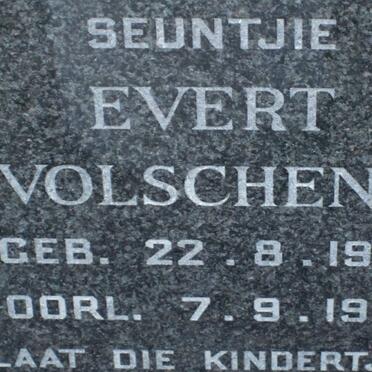 SEUNTJIE
EVERT
VOLSCHEN
GEB. 22.8.19
OORL. 7.9.19
LAAT DIE KINDERTJ